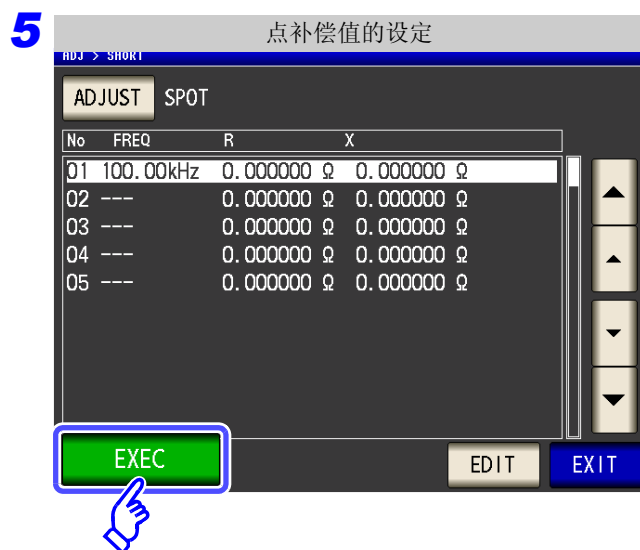 5 点补偿值的设定
ADJ > SHORT
ADJUST SPOT
No FREQ R X
01 100.00kHz 0.000000 Ω 0.000000 Ω
02 --- 0.000000 Ω 0.000000 Ω
03 --- 0.000000 Ω 0.000000 Ω
04 --- 0.000000 Ω 0.000000 Ω
05 --- 0.000000 Ω 0.000000 Ω
EXEC EDIT EXIT